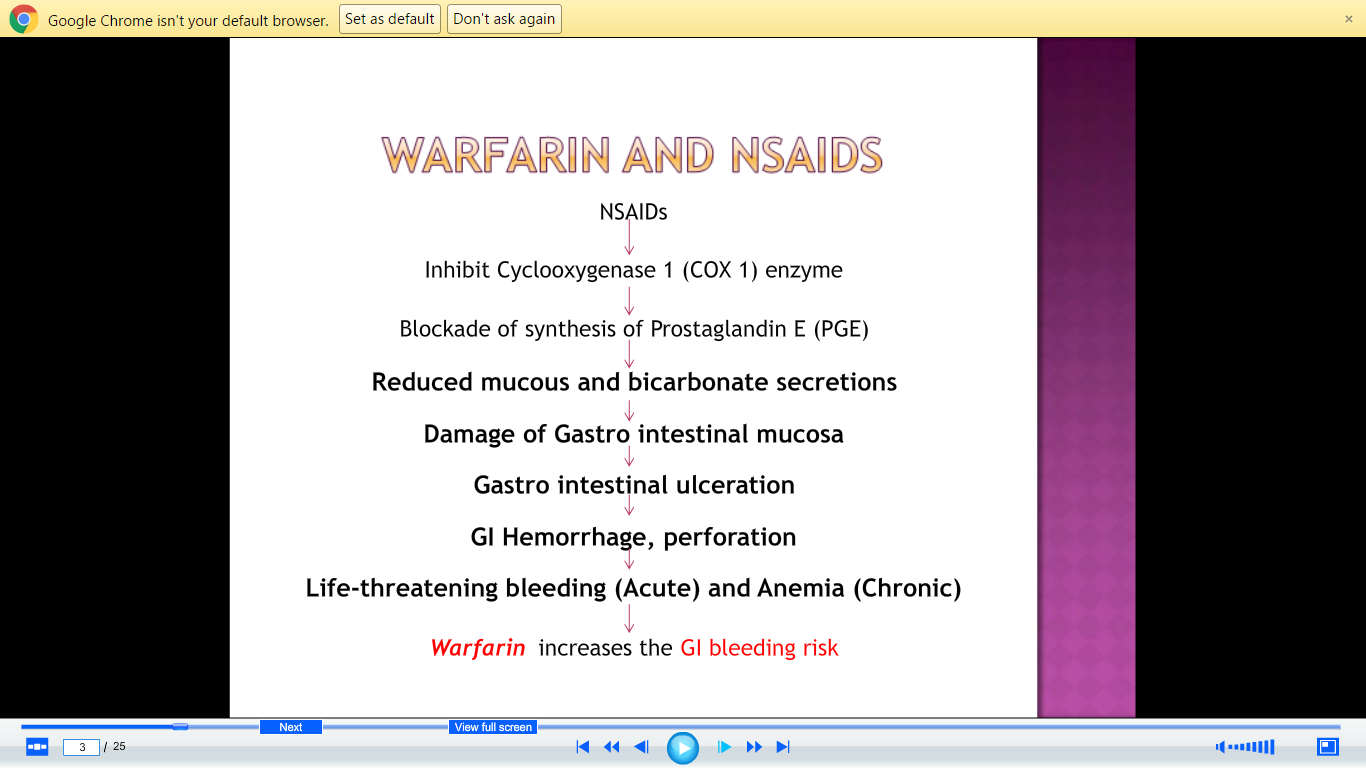 Google Chrome isn't your default browser. Set as default Don't ask again
WARFARIN AND NSAIDS
NSAIDs
Inhibit Cyclooxygenase 1 (COX 1) enzyme
Blockade of synthesis of Prostaglandin E (PGE)
Reduced mucous and bicarbonate secretions
Damage of Gastro intestinal mucosa
Gastro intestinal ulceration
GI Hemorrhage, perforation
Life-threatening bleeding (Acute) and Anemia (Chronic)
Warfarin increases the GI bleeding risk
Next View full screen
3 / 25